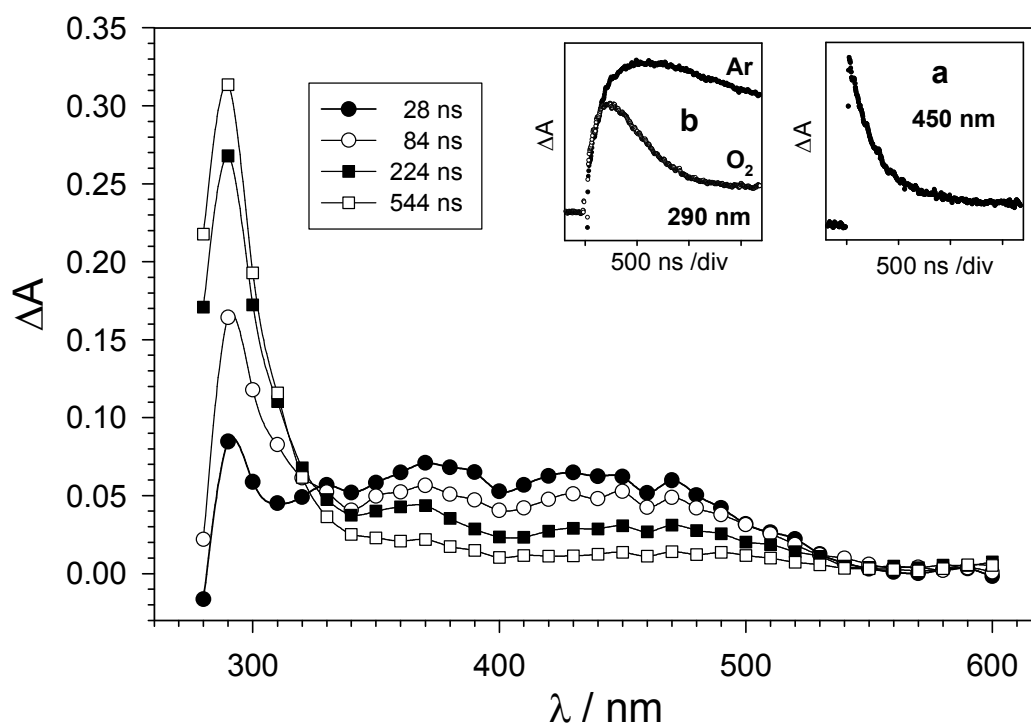 0.35
0.30
0.25
0.20
0.15
0.10
0.05
0.00
ΔA
28 ns
84 ns
224 ns
544 ns
ΔA
Ar
b
O2
290 nm
500 ns /div
ΔA
a
450 nm
500 ns /div
300
400
500
600
λ / nm